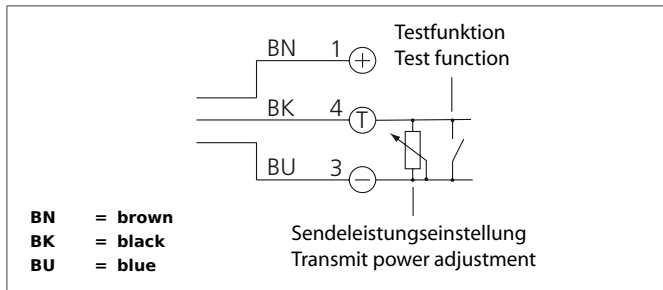 Testfunktion
Test function
BN 1 +
BK 4 T
BU 3 −
BN = brown
BK = black
BU = blue
Sendeleistungseinstellung
Transmit power adjustment